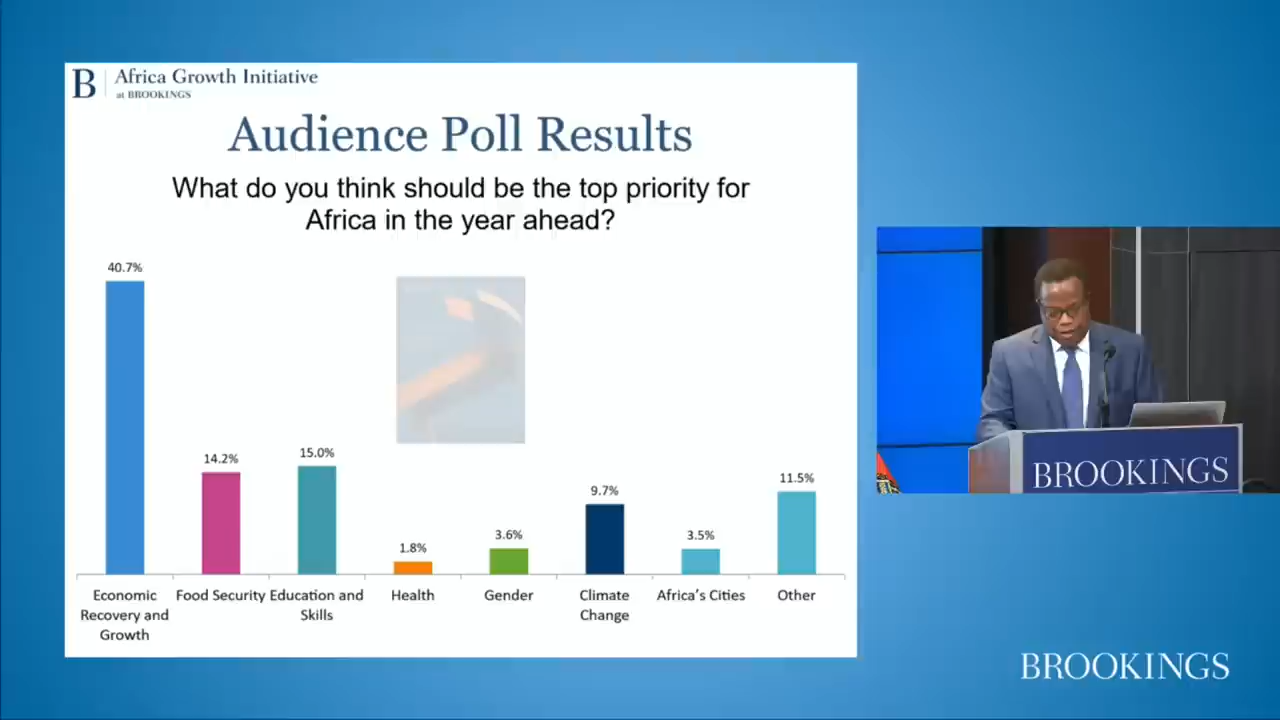 B Africa Growth Initiative
at BROOKINGS
Audience Poll Results
What do you think should be the top priority for
Africa in the year ahead?
40.7%
14.2%
15.0%
1.8%
3.6%
9.7%
3.5%
11.5%
Economic
Recovery and
Growth
Food Security
Education and
Skills
Health
Gender
Climate
Change
Africa's Cities
Other
BROOKINGS
BROOKINGS